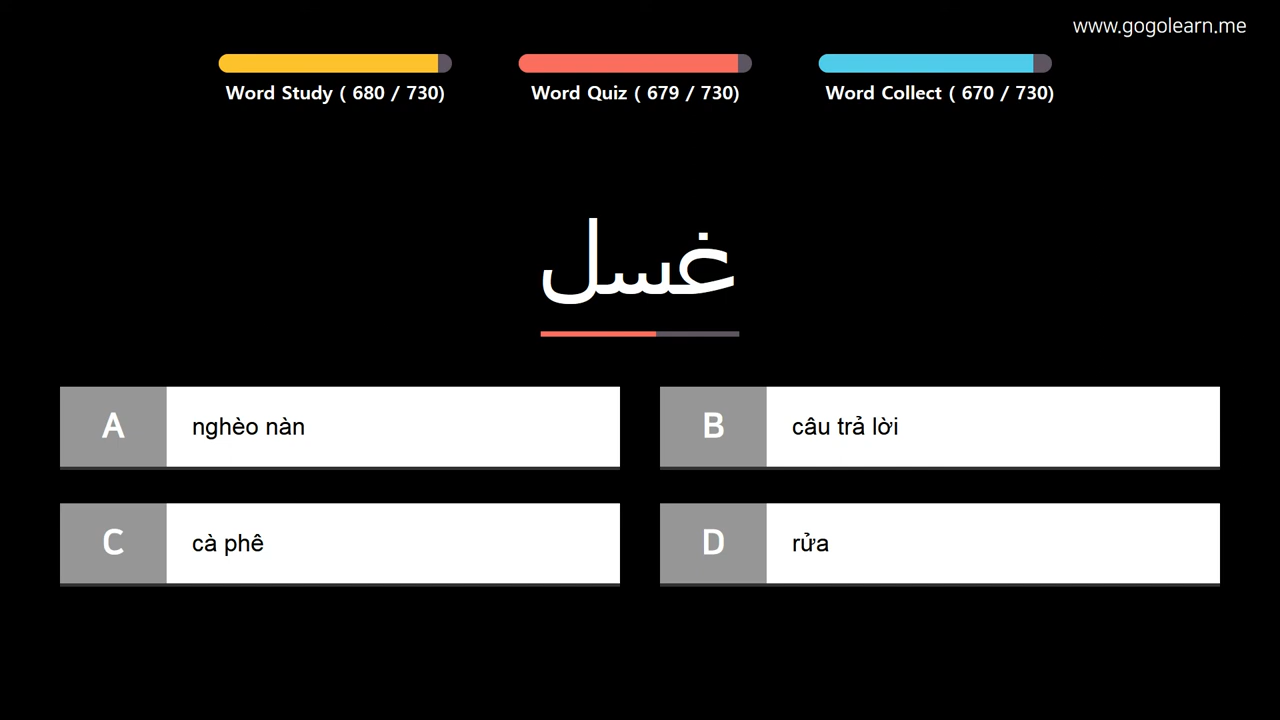 www.gogolearn.me
Word Study ( 680 / 730)
Word Quiz ( 679 / 730)
Word Collect ( 670 / 730)
غسل
A nghèo nàn
B câu trả lời
C cà phê
D rửa